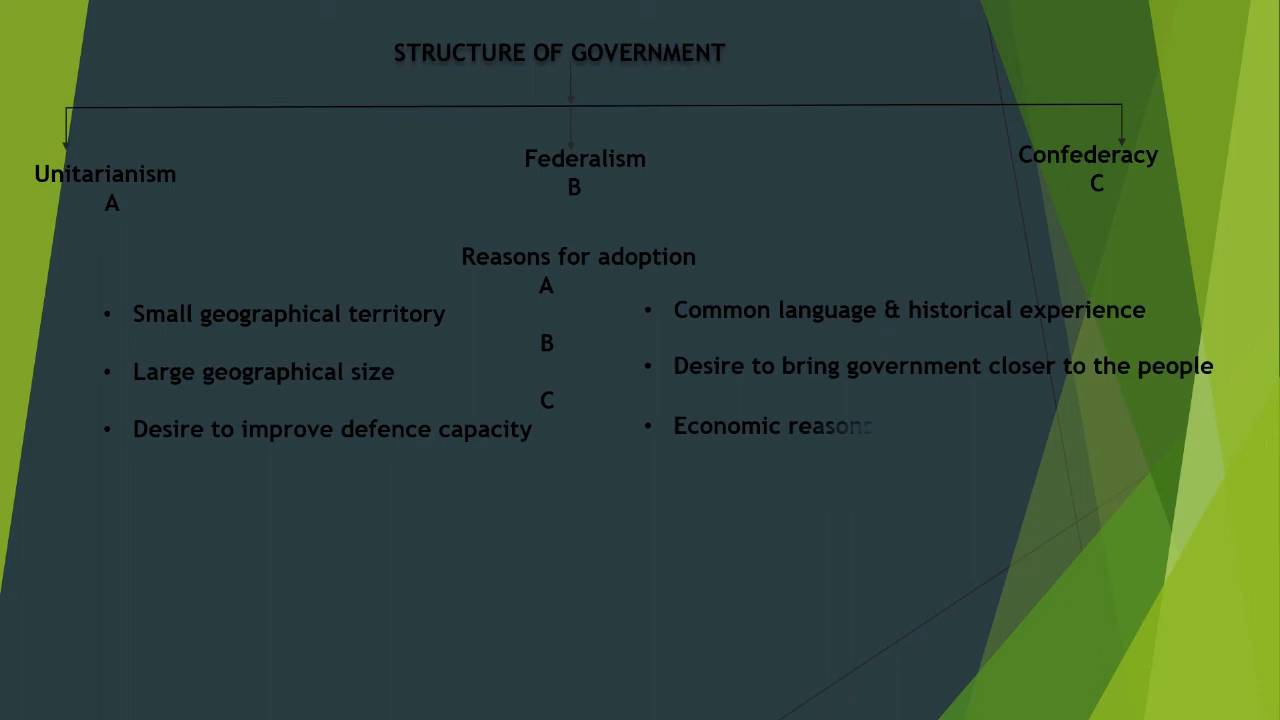 STRUCTURE OF GOVERNMENT
Unitarianism
A
Federalism
B
Confederacy
C
Reasons for adoption
A
• Small geographical territory
• Common language & historical experience
B
• Large geographical size
• Desire to bring government closer to the people
C
• Desire to improve defence capacity
• Economic reasons